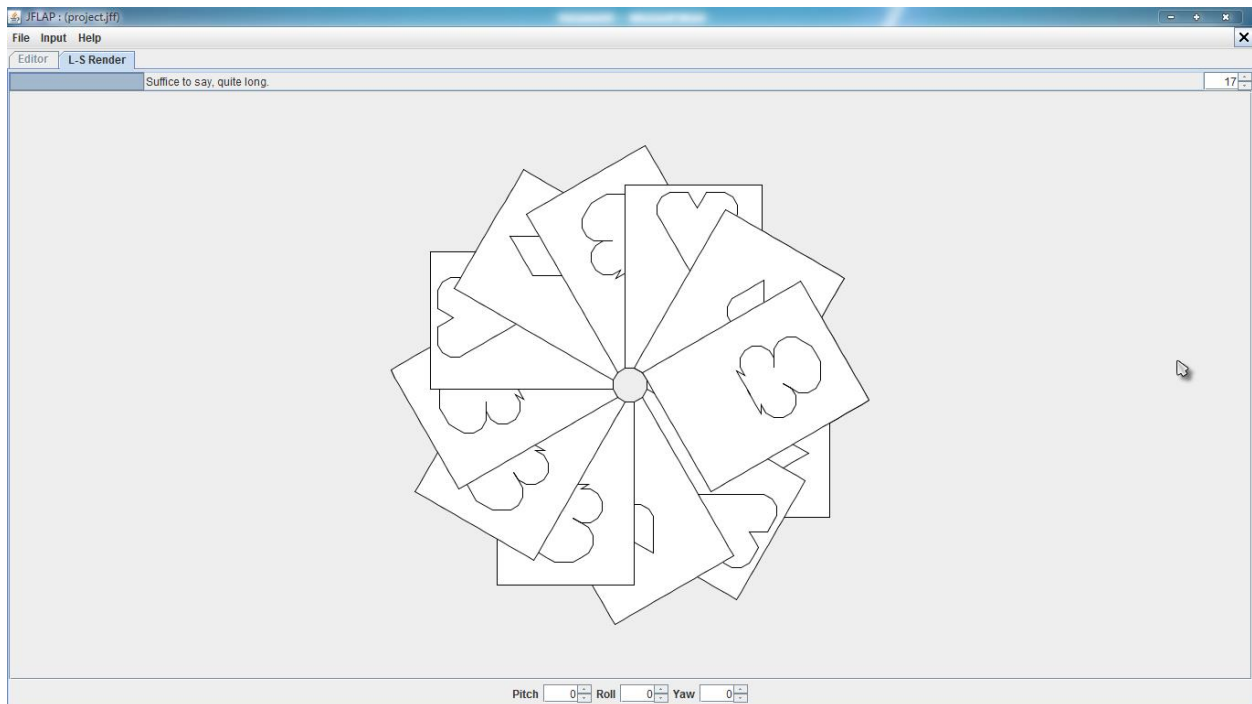 JFLAP : (project.jff)
File Input Help
Editor L-S Render
Suffice to say, quite long.
17
Pitch 0 Roll 0 Yaw 0